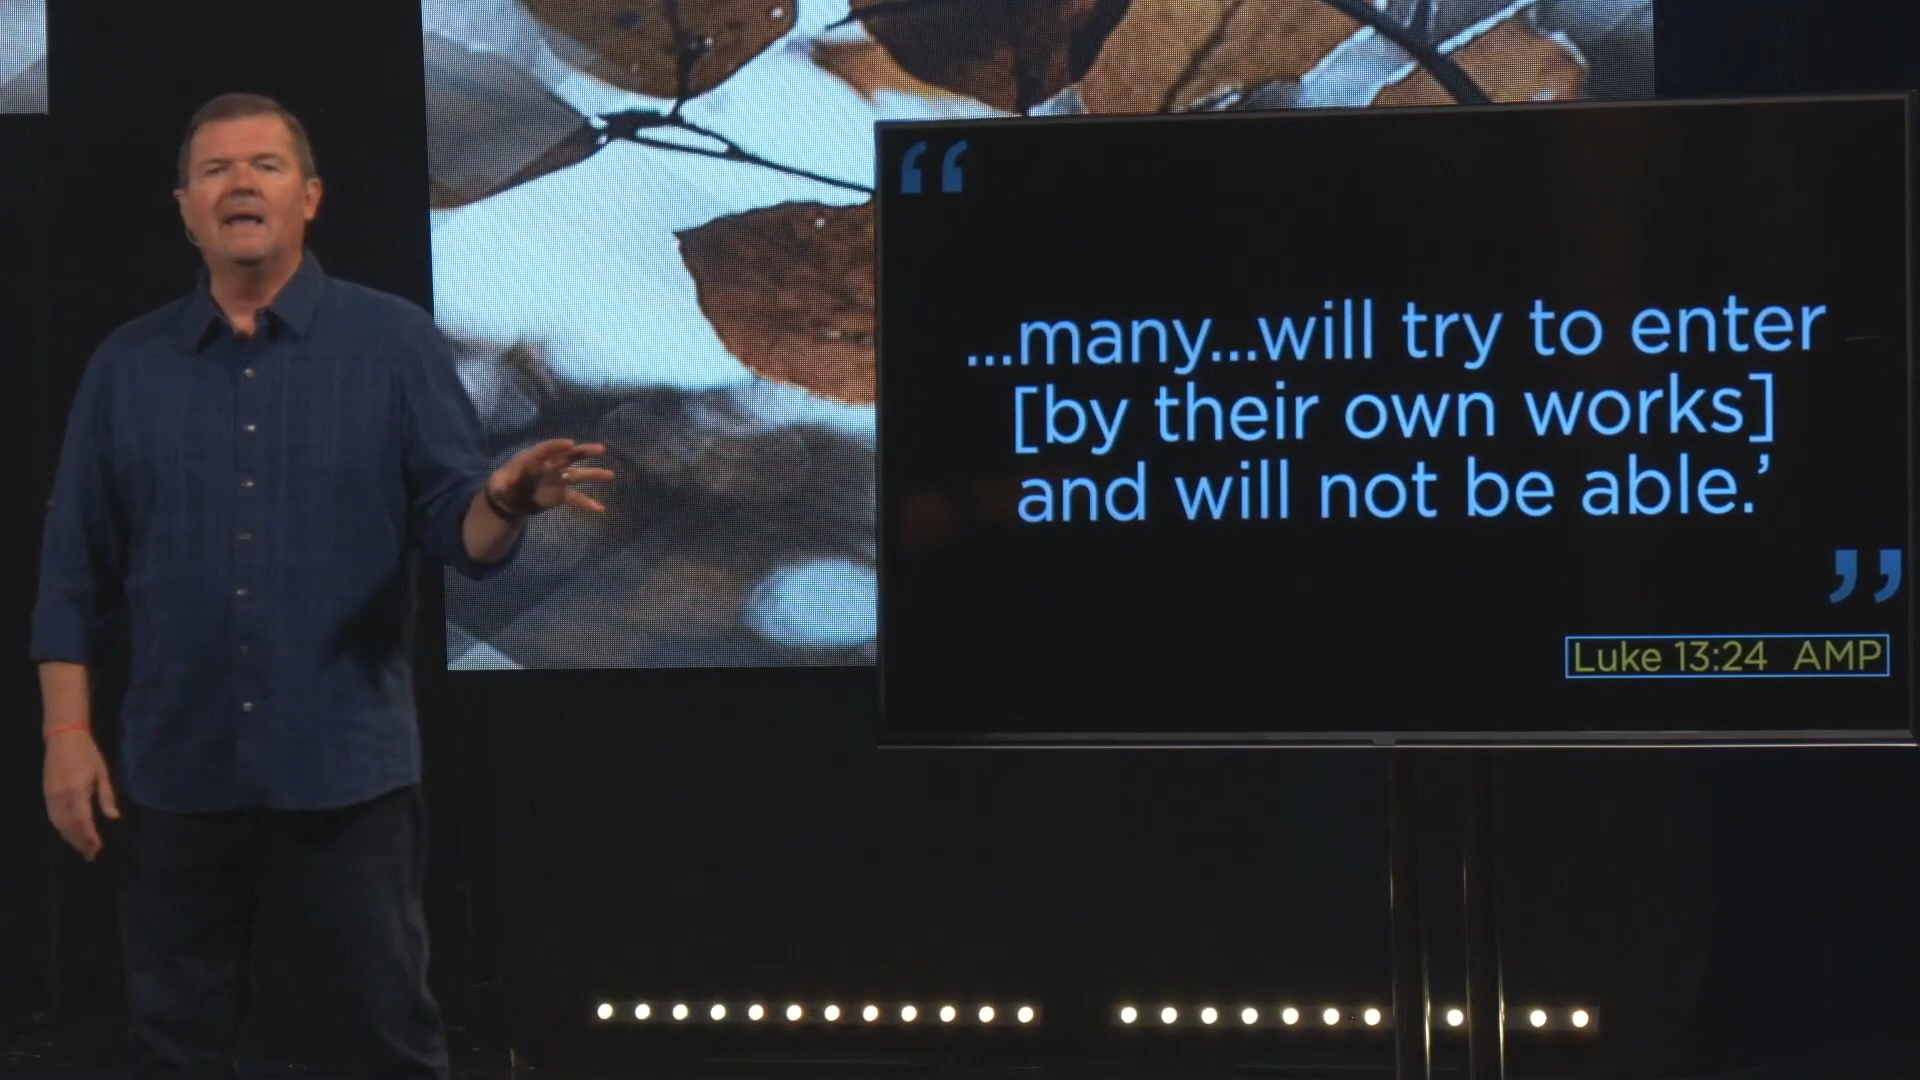 “
...many...will try to enter
[by their own works]
and will not be able.’
”
Luke 13:24 AMP